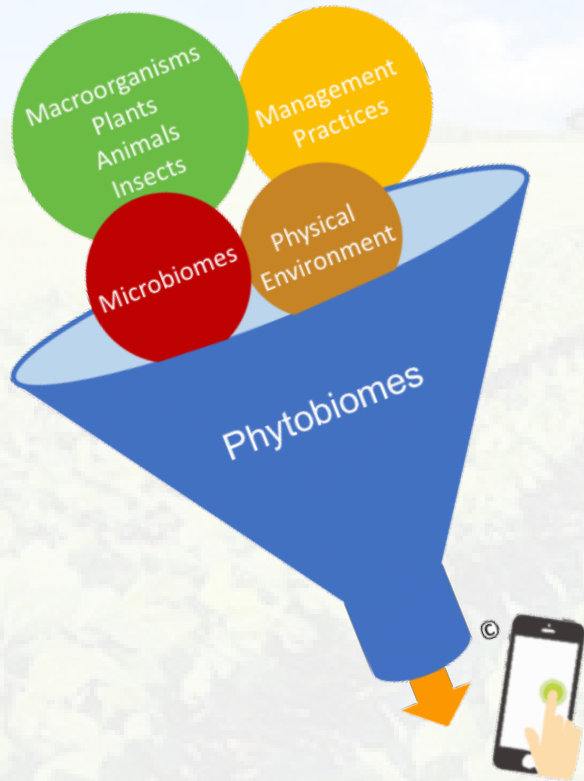 Macroorganisms
Plants
Animals
Insects
Management
Practices
Microbiomes
Physical
Environment
Phytobiomes
©